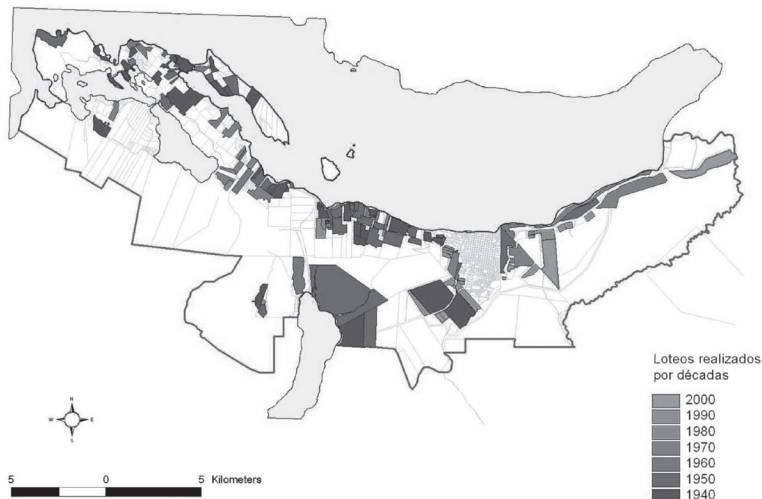 Loteos realizados
por décadas
2000
1990
1980
1970
1960
1950
1940
N
W E
S
5 0 5 Kilometers